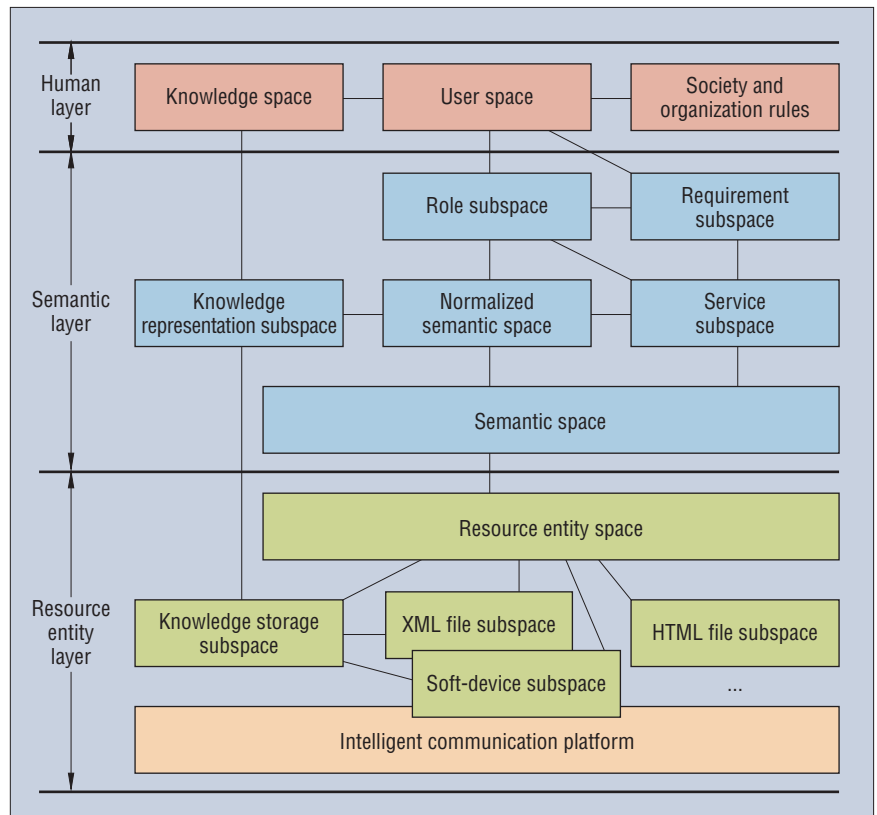 Human
layer
Knowledge space
User space
Society and
organization rules
Semantic
layer
Role subspace
Requirement
subspace
Knowledge
representation subspace
Normalized
semantic space
Service
subspace
Semantic space
Resource
entity
layer
Resource entity space
Knowledge storage
subspace
XML file subspace
HTML file subspace
Soft-device subspace
...
Intelligent communication platform